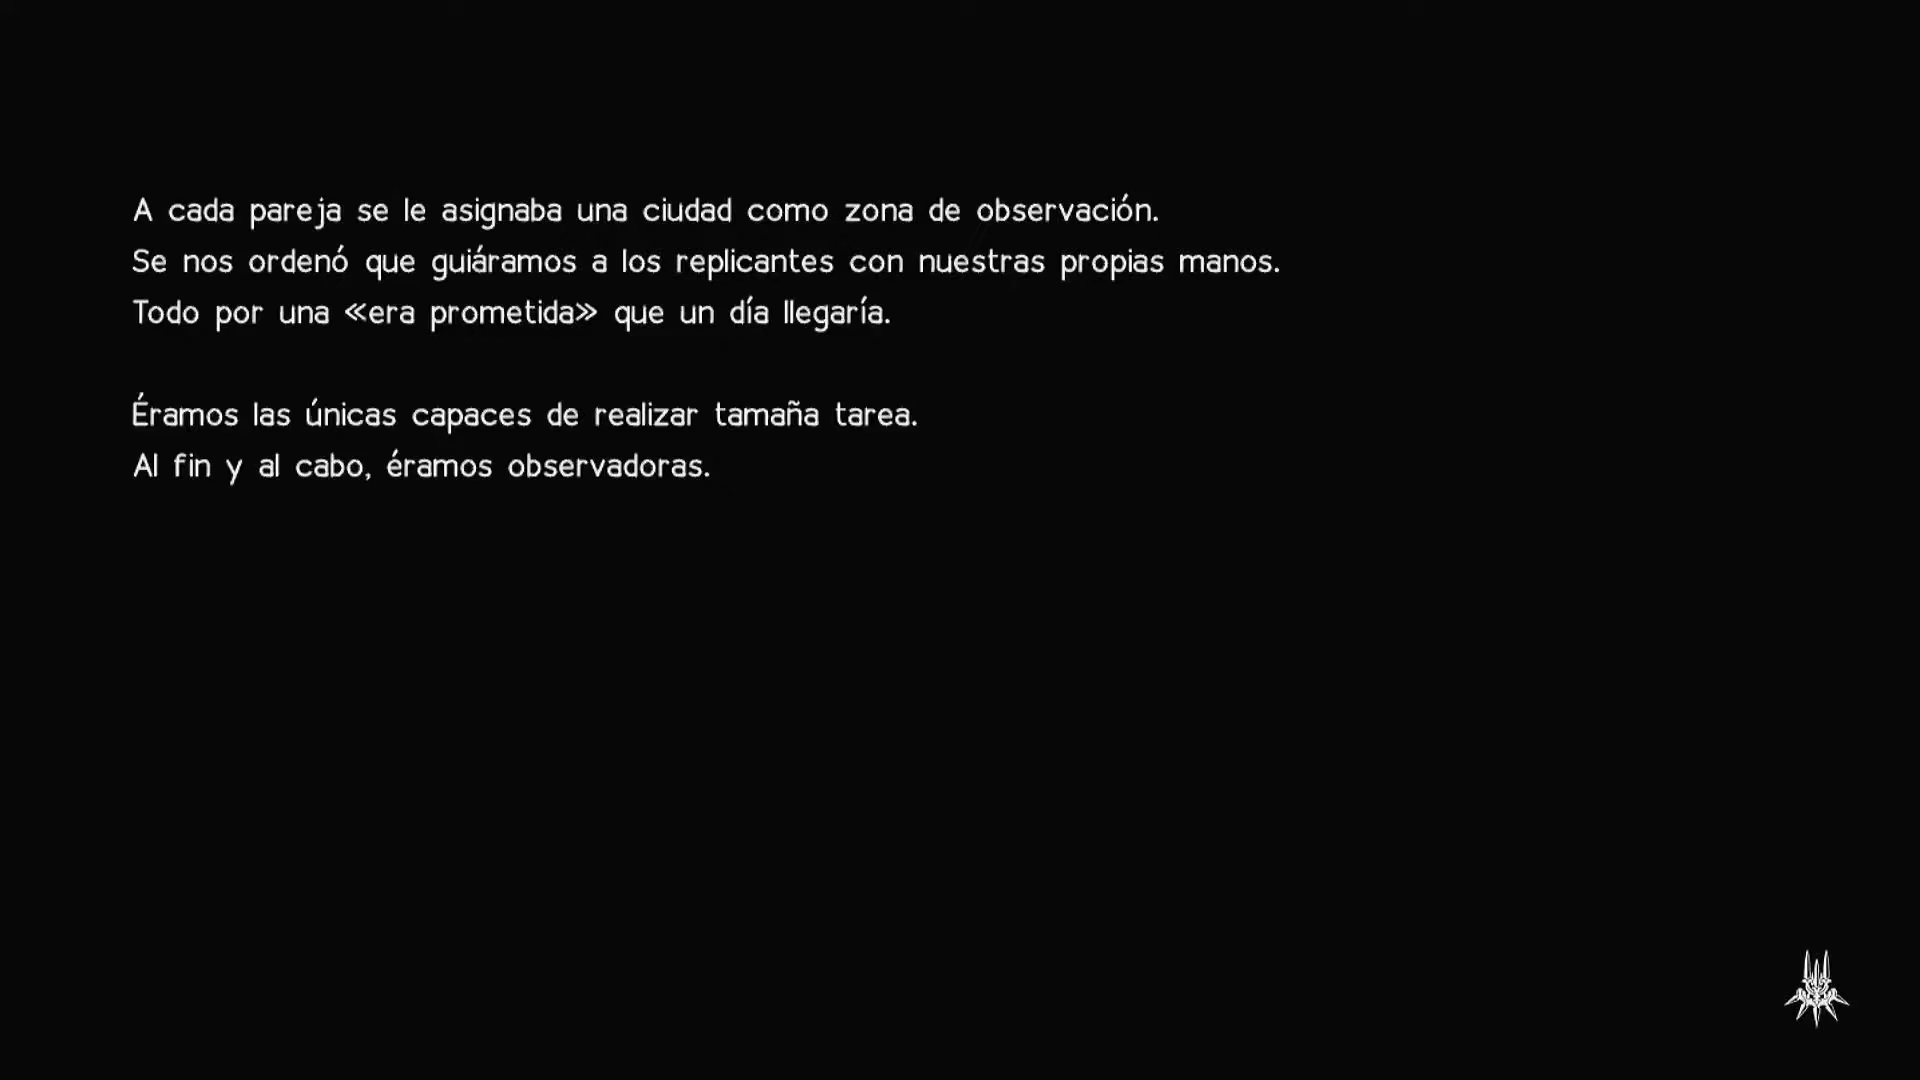 A cada pareja se le asignaba una ciudad como zona de observación.
Se nos ordenó que guiáramos a los replicantes con nuestras propias manos.
Todo por una «era prometida» que un día llegaría.
Éramos las únicas capaces de realizar tamaña tarea.
Al fin y al cabo, éramos observadoras.